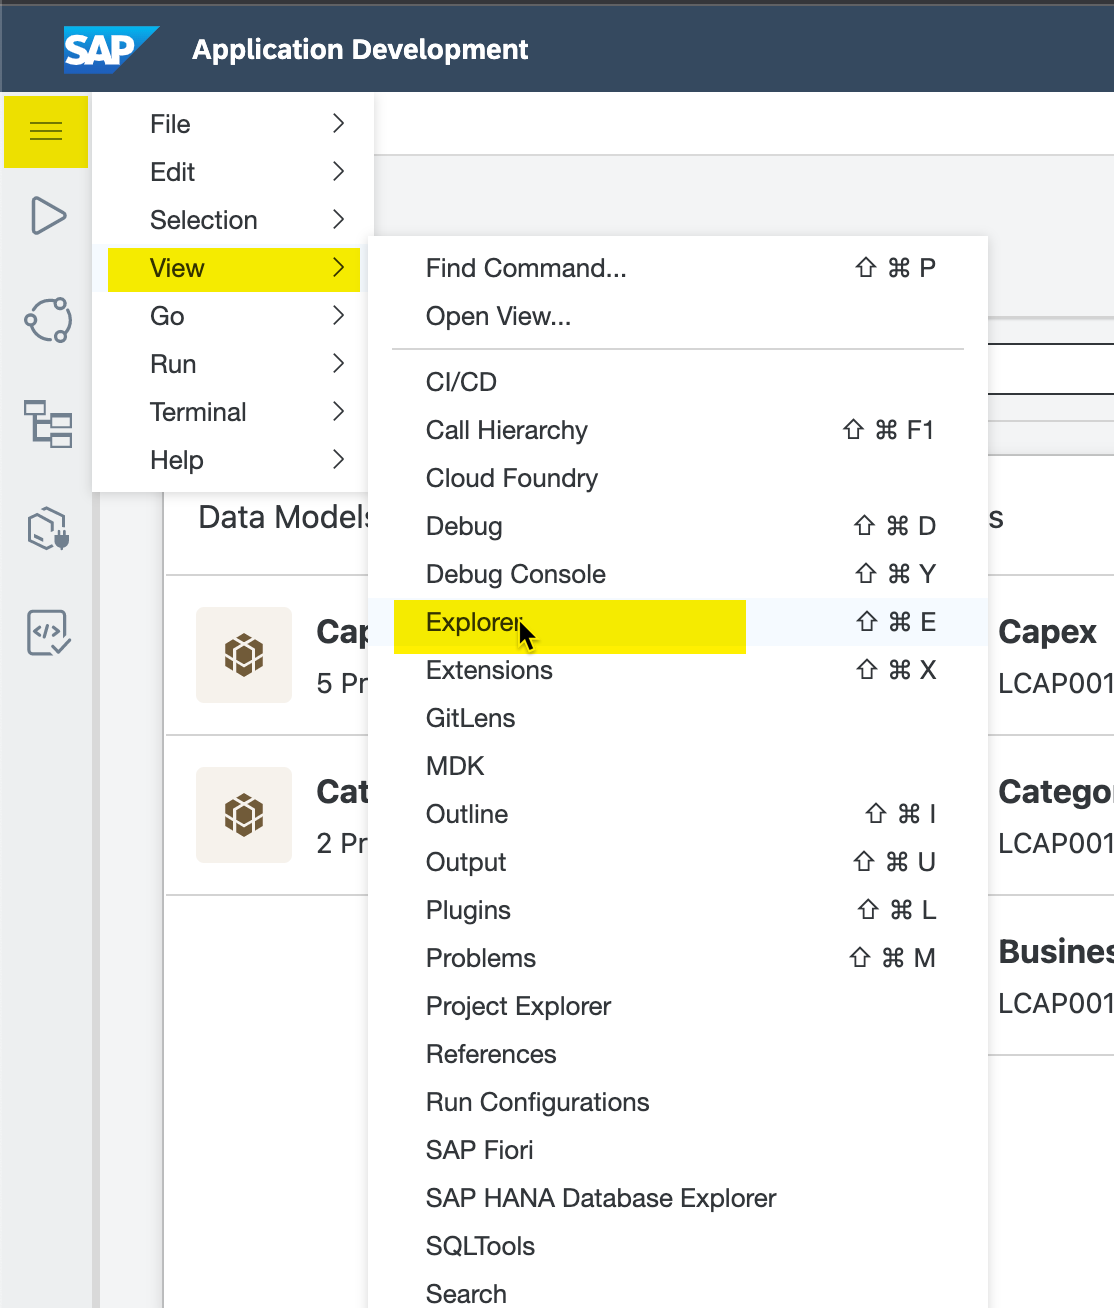 SAP Application Development
File
Edit
Selection
View
Go
Run
Terminal
Help
Find Command... ⇧ ⌘ P
Open View...
CI/CD
Call Hierarchy ⇧ ⌘ F1
Cloud Foundry
Debug ⇧ ⌘ D
Debug Console ⇧ ⌘ Y
Explorer ⇧ ⌘ E
Extensions ⇧ ⌘ X
GitLens
MDK
Outline ⇧ ⌘ I
Output ⇧ ⌘ U
Plugins ⇧ ⌘ L
Problems ⇧ ⌘ M
Project Explorer
References
Run Configurations
SAP Fiori
SAP HANA Database Explorer
SQLTools
Search
Data Models
s
Cap
5 Pr
Cat
2 Pr
Capex
LCAP001
Catego
LCAP001
Busines
LCAP001